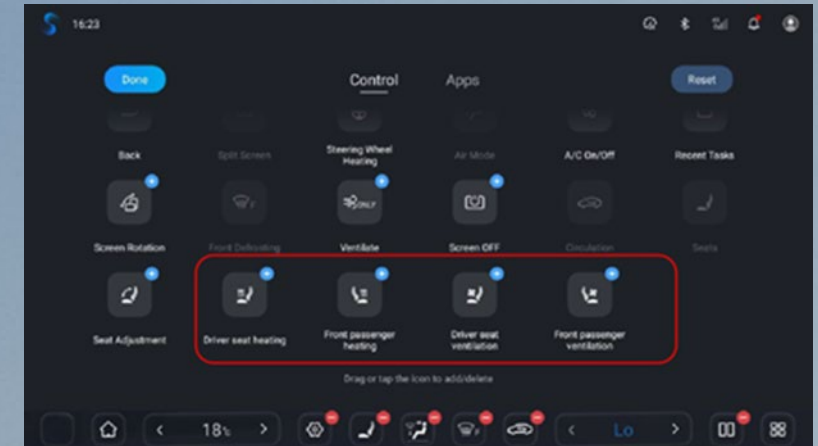 16:23
Done
Control
Apps
Reset
Back
Split Screen
Steering Wheel
Heating
Air Mode
A/C On/Off
Recent Tasks
ONLY
Screen Rotation
Front Defrosting
Ventilate
Screen OFF
Circulation
Seats
Seat Adjustment
Driver seat heating
Front passenger
heating
Driver seat
ventilation
Front passenger
ventilation
Drag or tap the icon to add/delete
18
Lo